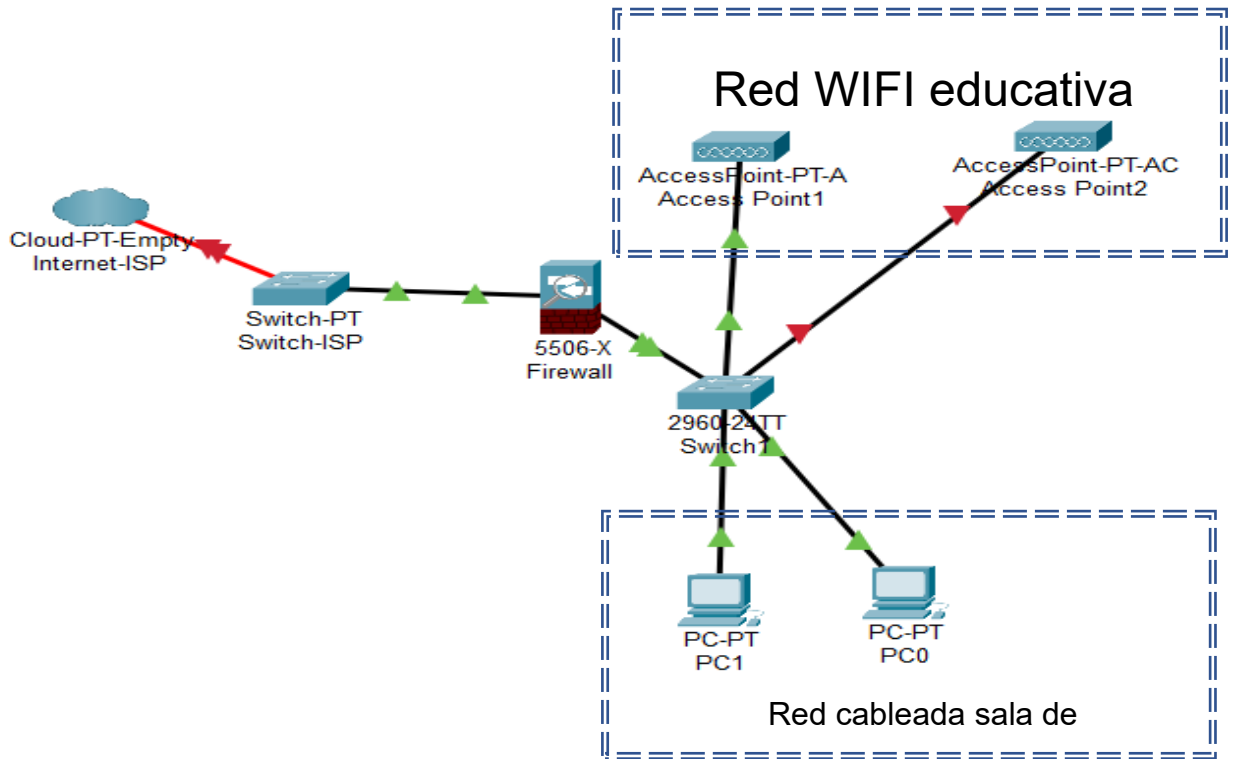 Red WIFI educativa
AccessPoint-PT-A
Access Point1
AccessPoint-PT-AC
Access Point2
Cloud-PT-Empty
Internet-ISP
Switch-PT
Switch-ISP
5506-X
Firewall
2960-24TT
Switch1
PC-PT
PC1
PC-PT
PC0
Red cableada sala de